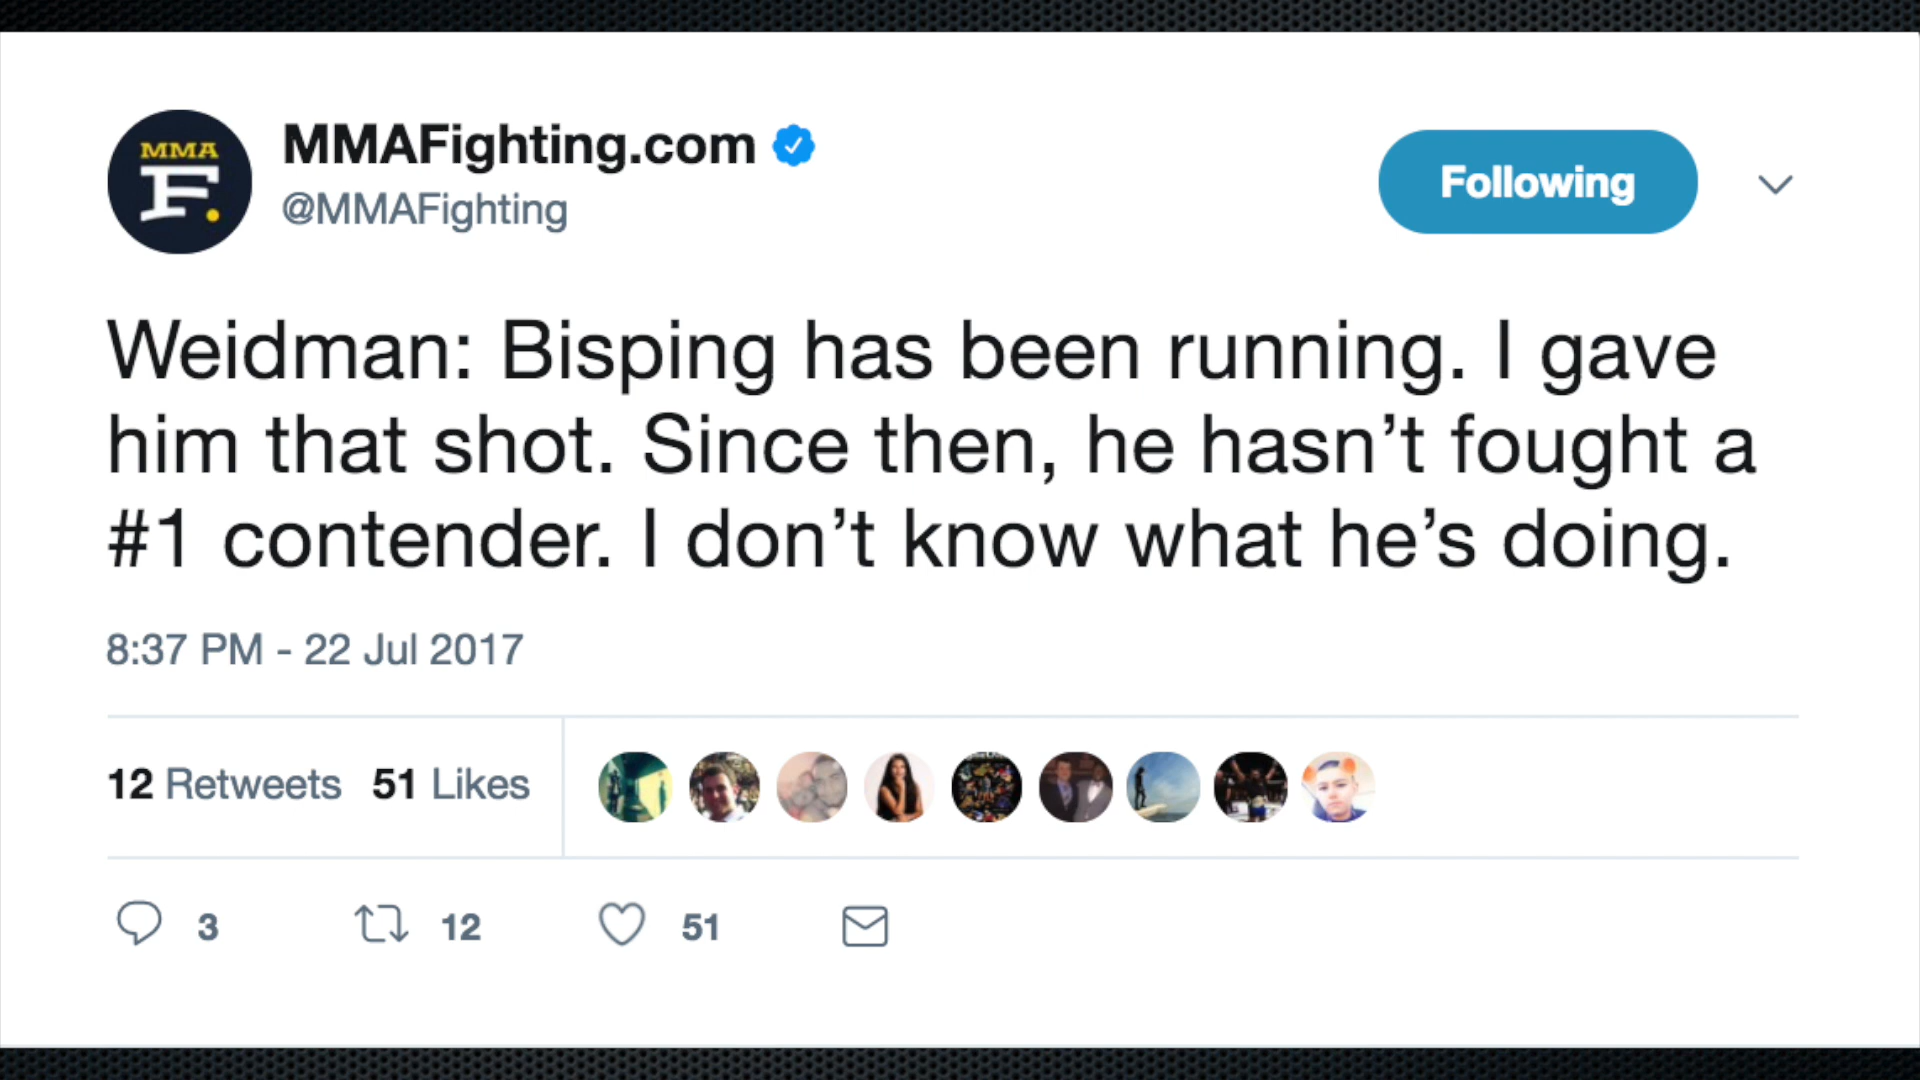 MMA
F.
MMAFighting.com
@MMAFighting
Following
Weidman: Bisping has been running. I gave
him that shot. Since then, he hasn’t fought a
#1 contender. I don’t know what he’s doing.
8:37 PM - 22 Jul 2017
12 Retweets 51 Likes
3 12 51